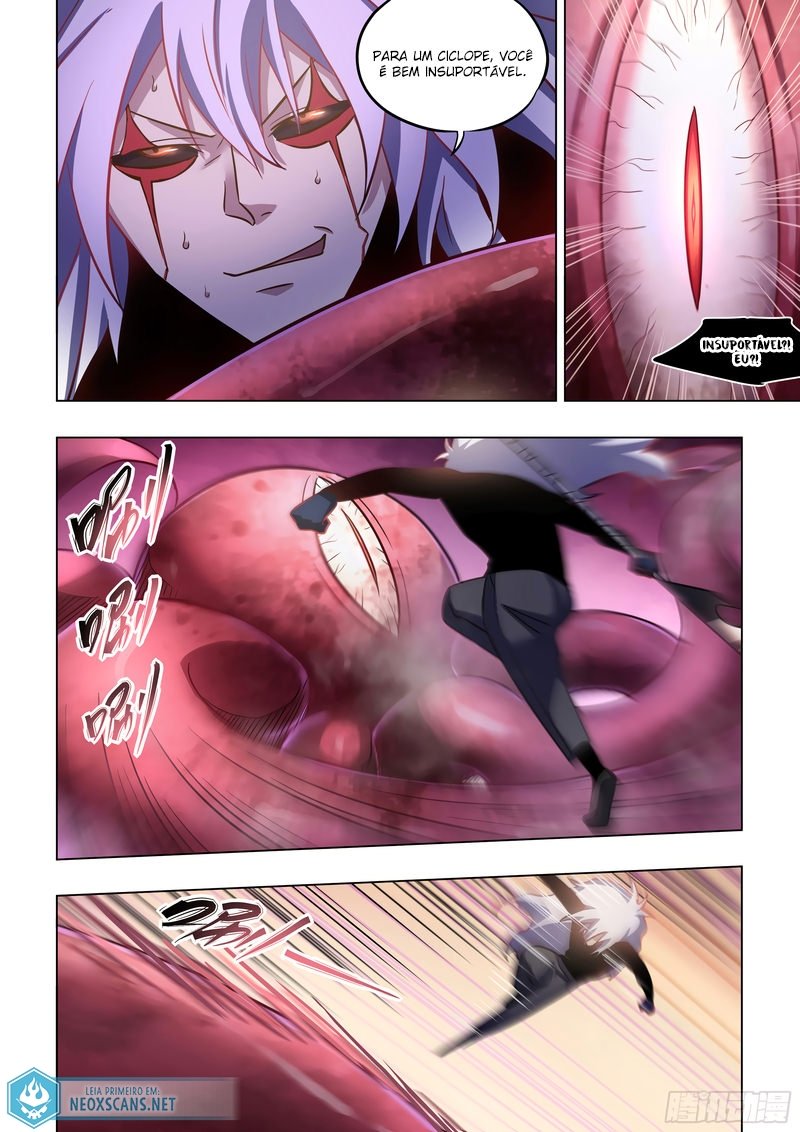 PARA UM CICLOPE, VOCÊ
É BEM INSUPORTÁVEL.
INSUPORTÁVEL?!
EU?!
LEIA PRIMEIRO EM:
NEOXSCANS.NET
腾讯动漫